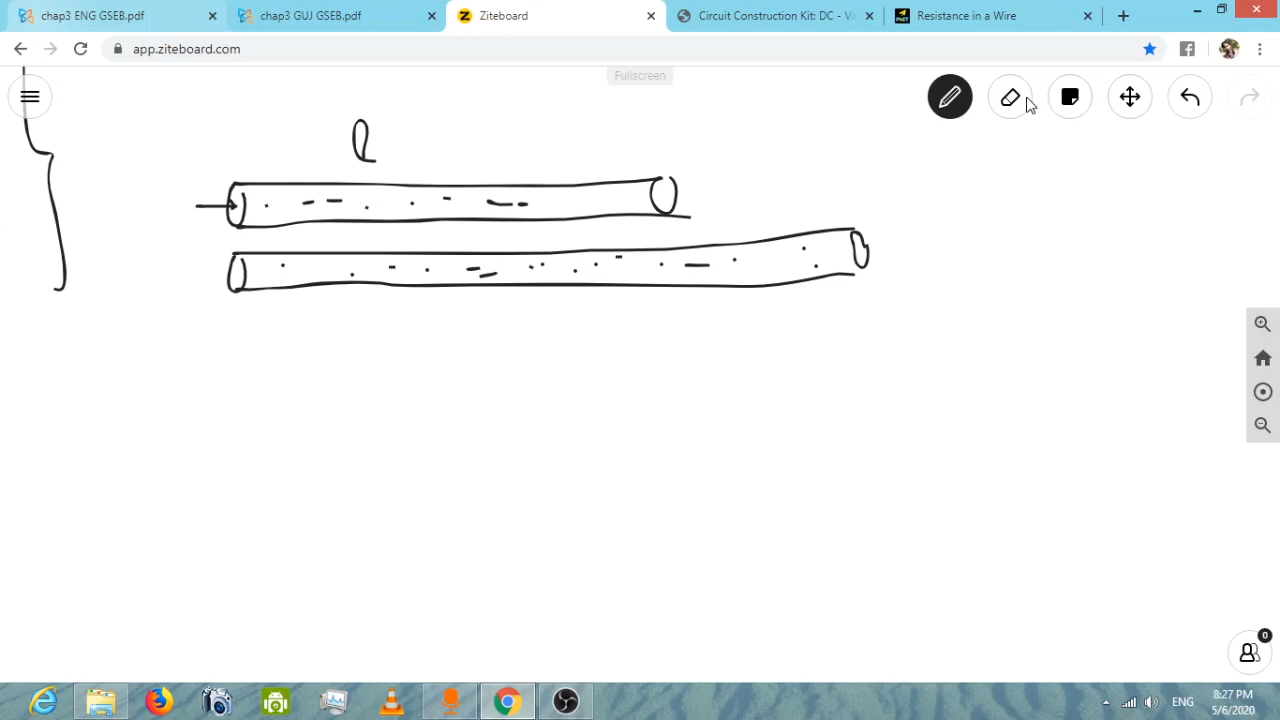 chap3 ENG GSEB.pdf
chap3 GUJ GSEB.pdf
Ziteboard
Circuit Construction Kit: DC - Vi
Resistance in a Wire
app.ziteboard.com
Fullscreen
0
ENG
8:27 PM
5/6/2020